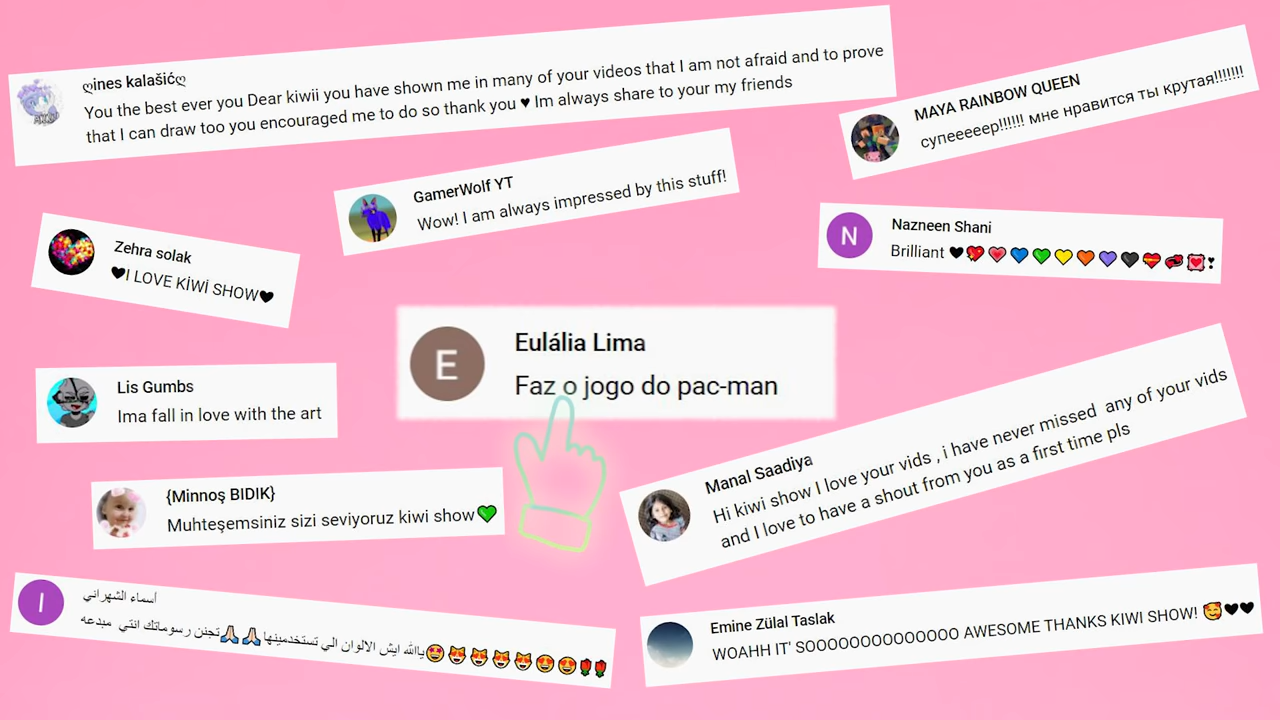 ღines kalašićღ
You the best ever you Dear kiwii you have shown me in many of your videos that I am not afraid and to prove
that I can draw too you encouraged me to do so thank you ♥ Im always share to your my friends
MAYA RAINBOW QUEEN
супеееееер!!!!!! мне нравится ты крутая!!!!!!!
GamerWolf YT
Wow! I am always impressed by this stuff!
Nazneen Shani
N
Brilliant 🖤💖💗💙💚💛🧡💜🖤💝💞💟❣
Zehra solak
🖤I LOVE KİWİ SHOW🖤
Eulália Lima
E
Faz o jogo do pac-man
Lis Gumbs
Ima fall in love with the art
Manal Saadiya
Hi kiwi show I love your vids , i have never missed any of your vids
and I love to have a shout from you as a first time pls
{Minnoş BIDIK}
Muhteşemsiniz sizi seviyoruz kiwi show💚
أسماء الشهراني
I
ياالله ايش الالوان الي تستخدمينها🙏🏻🙏🏻تجنن رسوماتك انتي مبدعه🤩😻😻😻😻😍😍🌹🌹
Emine Zülal Taslak
WOAHH IT' SOOOOOOOOOOOOOO AWESOME THANKS KIWI SHOW! 🥰🖤🖤